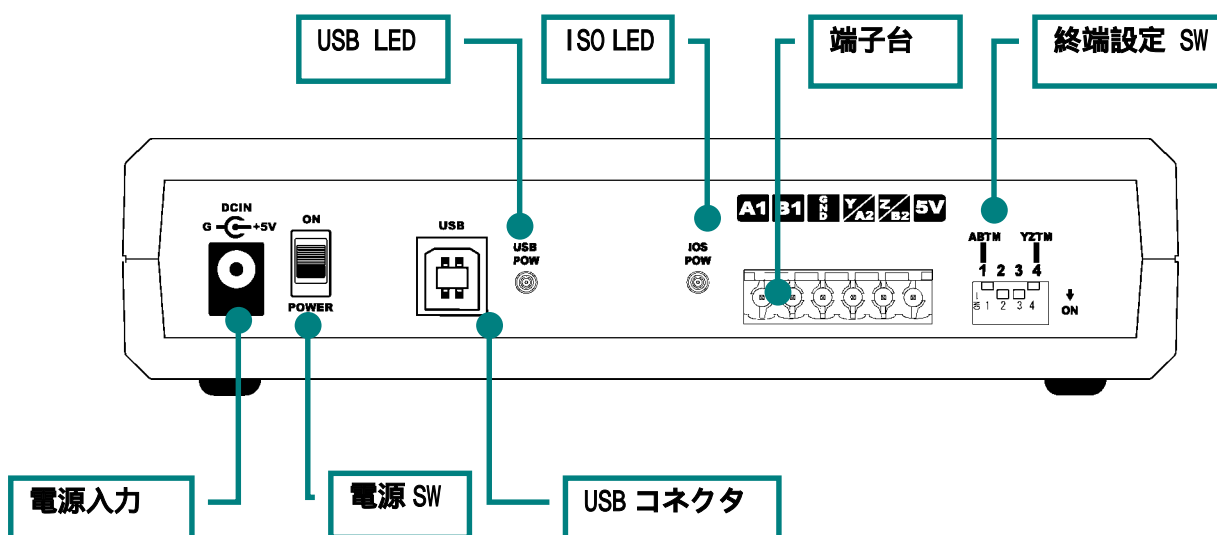 USB LED
ISO LED
端子台
終端設定 SW
A1 B1 GND Y/A2 Z/B2 5V
DCIN
G +5V
ON
POWER
USB
USB
POW
IOS
POW
ABTM YZTM
1 2 3 4
ON 1 2 3 4
ON
電源入力
電源 SW
USB コネクタ